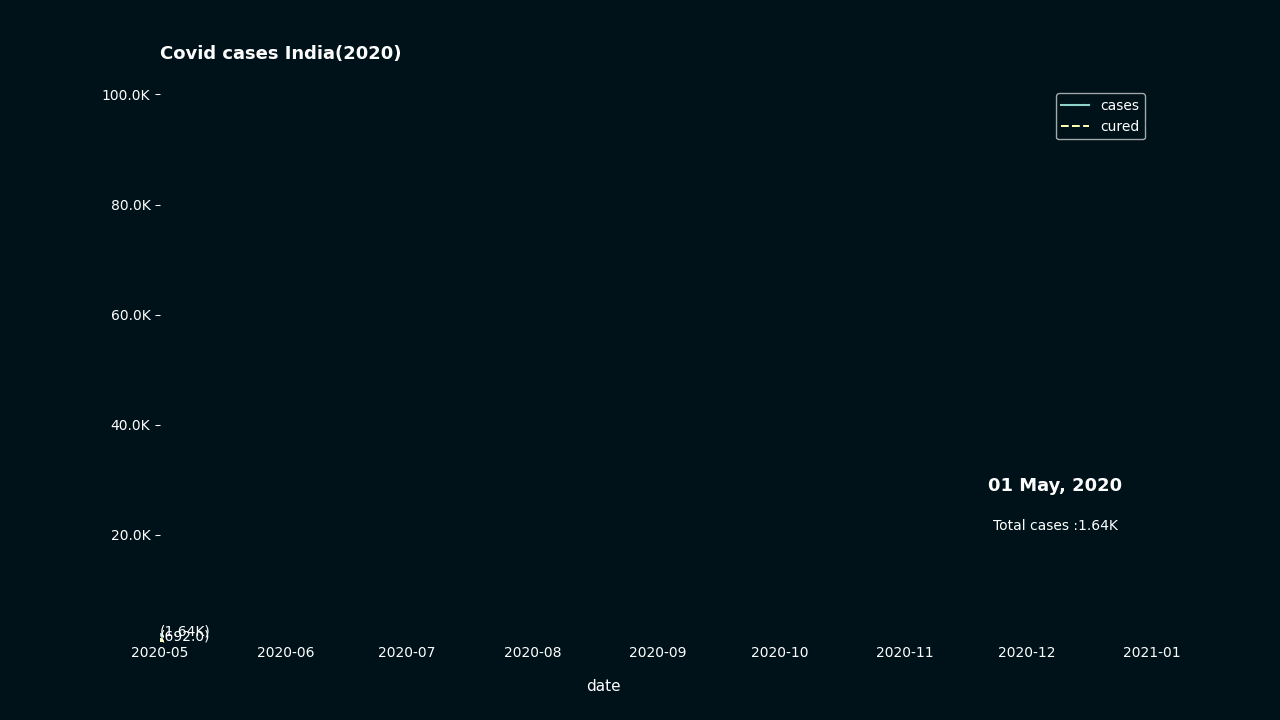 Covid cases India(2020)
100.0K
cases
cured
80.0K
60.0K
40.0K
01 May, 2020
Total cases :1.64K
20.0K
(1.64K)
(692.0)
2020-05 2020-06 2020-07 2020-08 2020-09 2020-10 2020-11 2020-12 2021-01
date